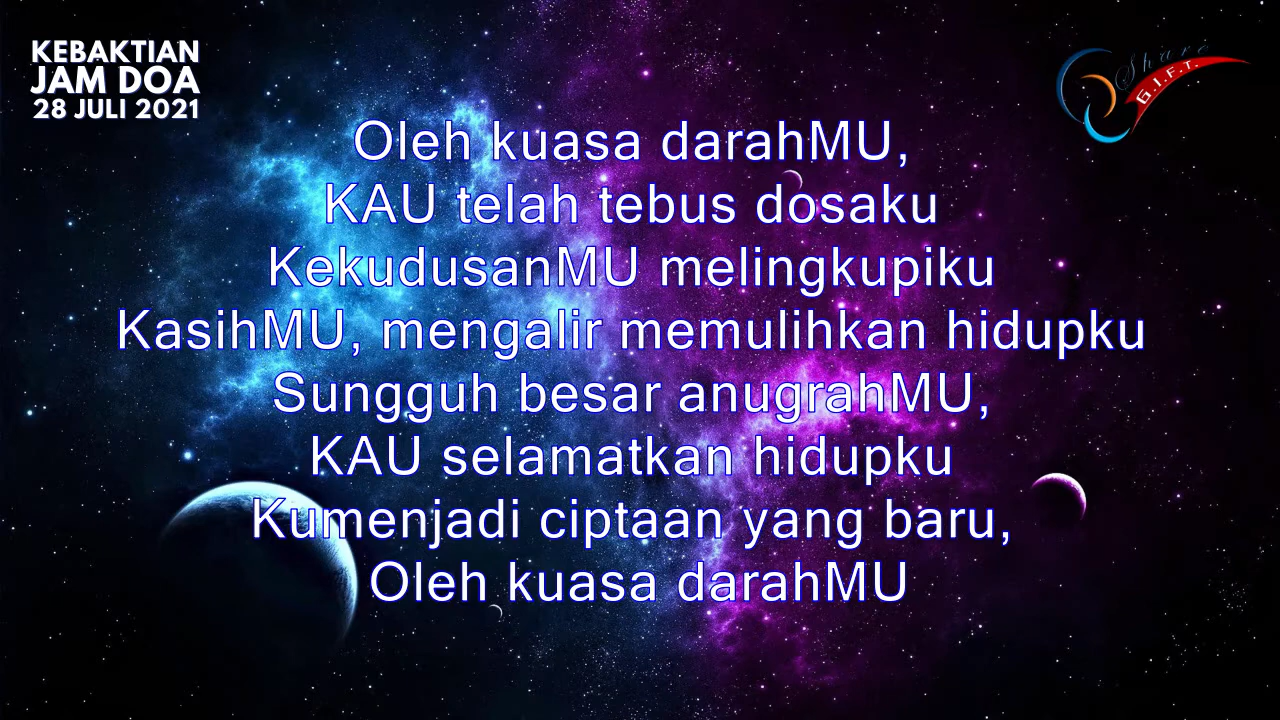 KEBAKTIAN
JAM DOA
28 JULI 2021
Share
G.I.F.T.
Oleh kuasa darahMU,
KAU telah tebus dosaku
KekudusanMU melingkupiku
KasihMU, mengalir memulihkan hidupku
Sungguh besar anugrahMU,
KAU selamatkan hidupku
Kumenjadi ciptaan yang baru,
Oleh kuasa darahMU